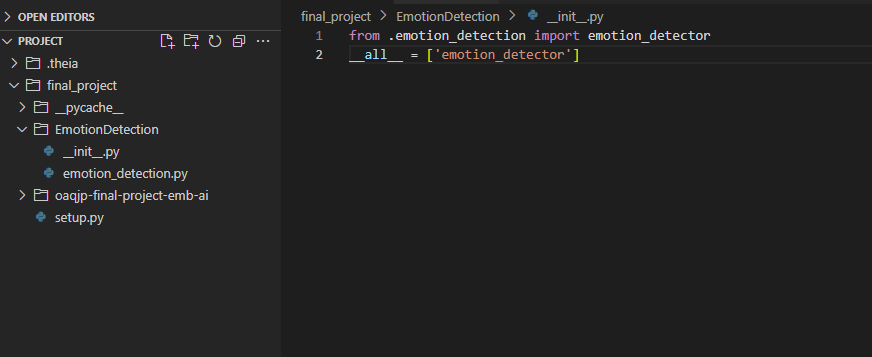 OPEN EDITORS
PROJECT
.theia
final_project
__pycache__
EmotionDetection
__init__.py
emotion_detection.py
oaqjp-final-project-emb-ai
setup.py
final_project > EmotionDetection > __init__.py
1 from .emotion_detection import emotion_detector
2 __all__ = ['emotion_detector']